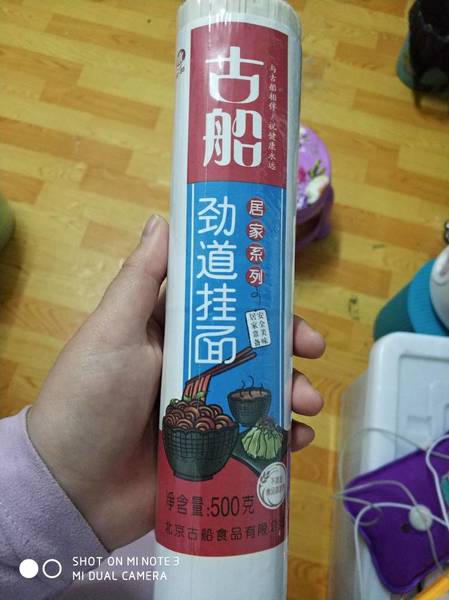 古船
与古船相伴 祝健康永远
居家系列
劲道挂面
安全美味
居家常备
净含量:500克
北京古船食品有限公
SHOT ON MI NOTE 3
MI DUAL CAMERA